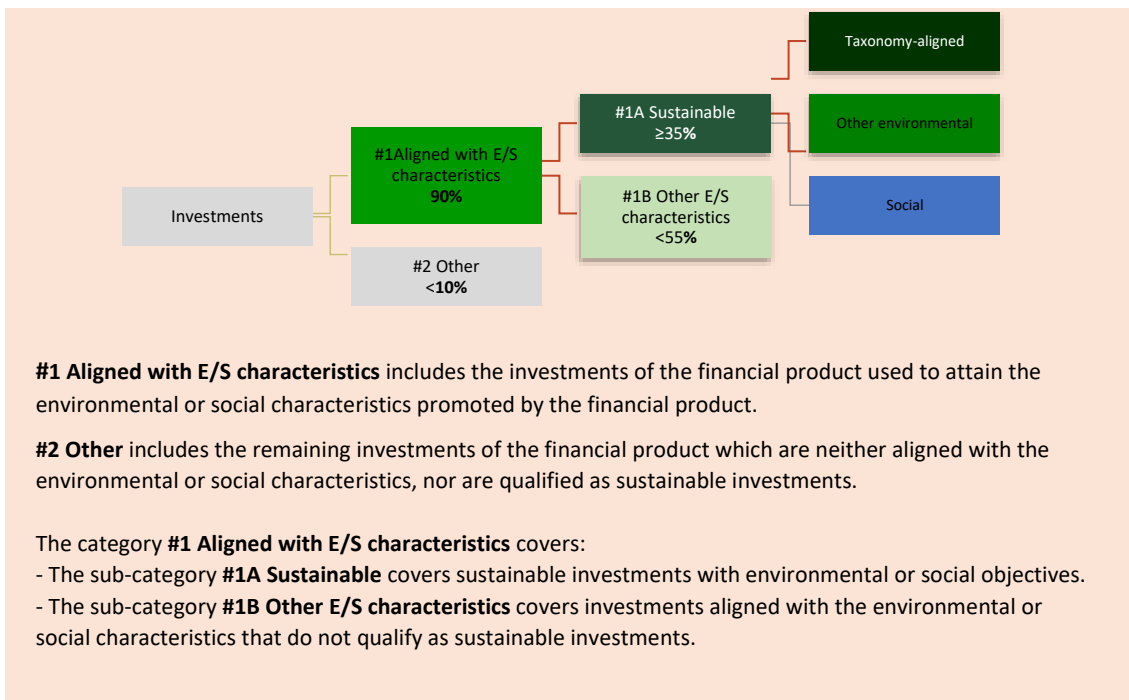 Taxonomy-aligned
#1A Sustainable
≥35%
Other environmental
#1Aligned with E/S
characteristics
90%
Investments
#1B Other E/S
characteristics
<55%
Social
#2 Other
<10%
#1 Aligned with E/S characteristics includes the investments of the financial product used to attain the
environmental or social characteristics promoted by the financial product.
#2 Other includes the remaining investments of the financial product which are neither aligned with the
environmental or social characteristics, nor are qualified as sustainable investments.
The category #1 Aligned with E/S characteristics covers:
- The sub-category #1A Sustainable covers sustainable investments with environmental or social objectives.
- The sub-category #1B Other E/S characteristics covers investments aligned with the environmental or
social characteristics that do not qualify as sustainable investments.